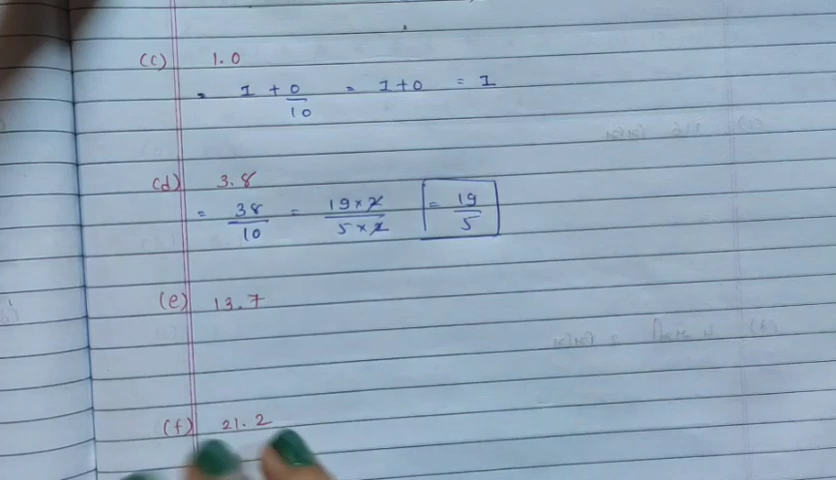 (c) 1.0
= 1 + 0/10 = 1+0 = 1
(d) 3.8
= 38/10 = 19×2/5×2 = 19/5
(e) 13.7
(f) 21.2